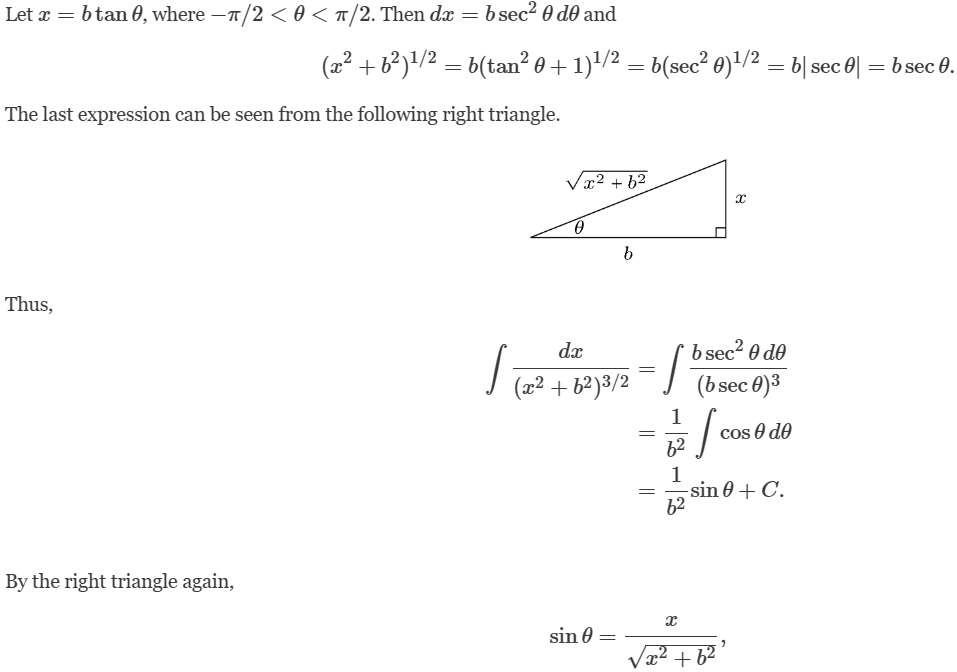 Let x = b tan θ, where −π/2 < θ < π/2. Then dx = b sec² θ dθ and
(x² + b²)^{1/2} = b(tan² θ + 1)^{1/2} = b(sec² θ)^{1/2} = b| sec θ| = b sec θ.
The last expression can be seen from the following right triangle.
√(x² + b²)
x
θ
b
Thus,
∫ dx / (x² + b²)^{3/2} = ∫ b sec² θ dθ / (b sec θ)³
= 1/b² ∫ cos θ dθ
= 1/b² sin θ + C.
By the right triangle again,
sin θ = x / √(x² + b²),